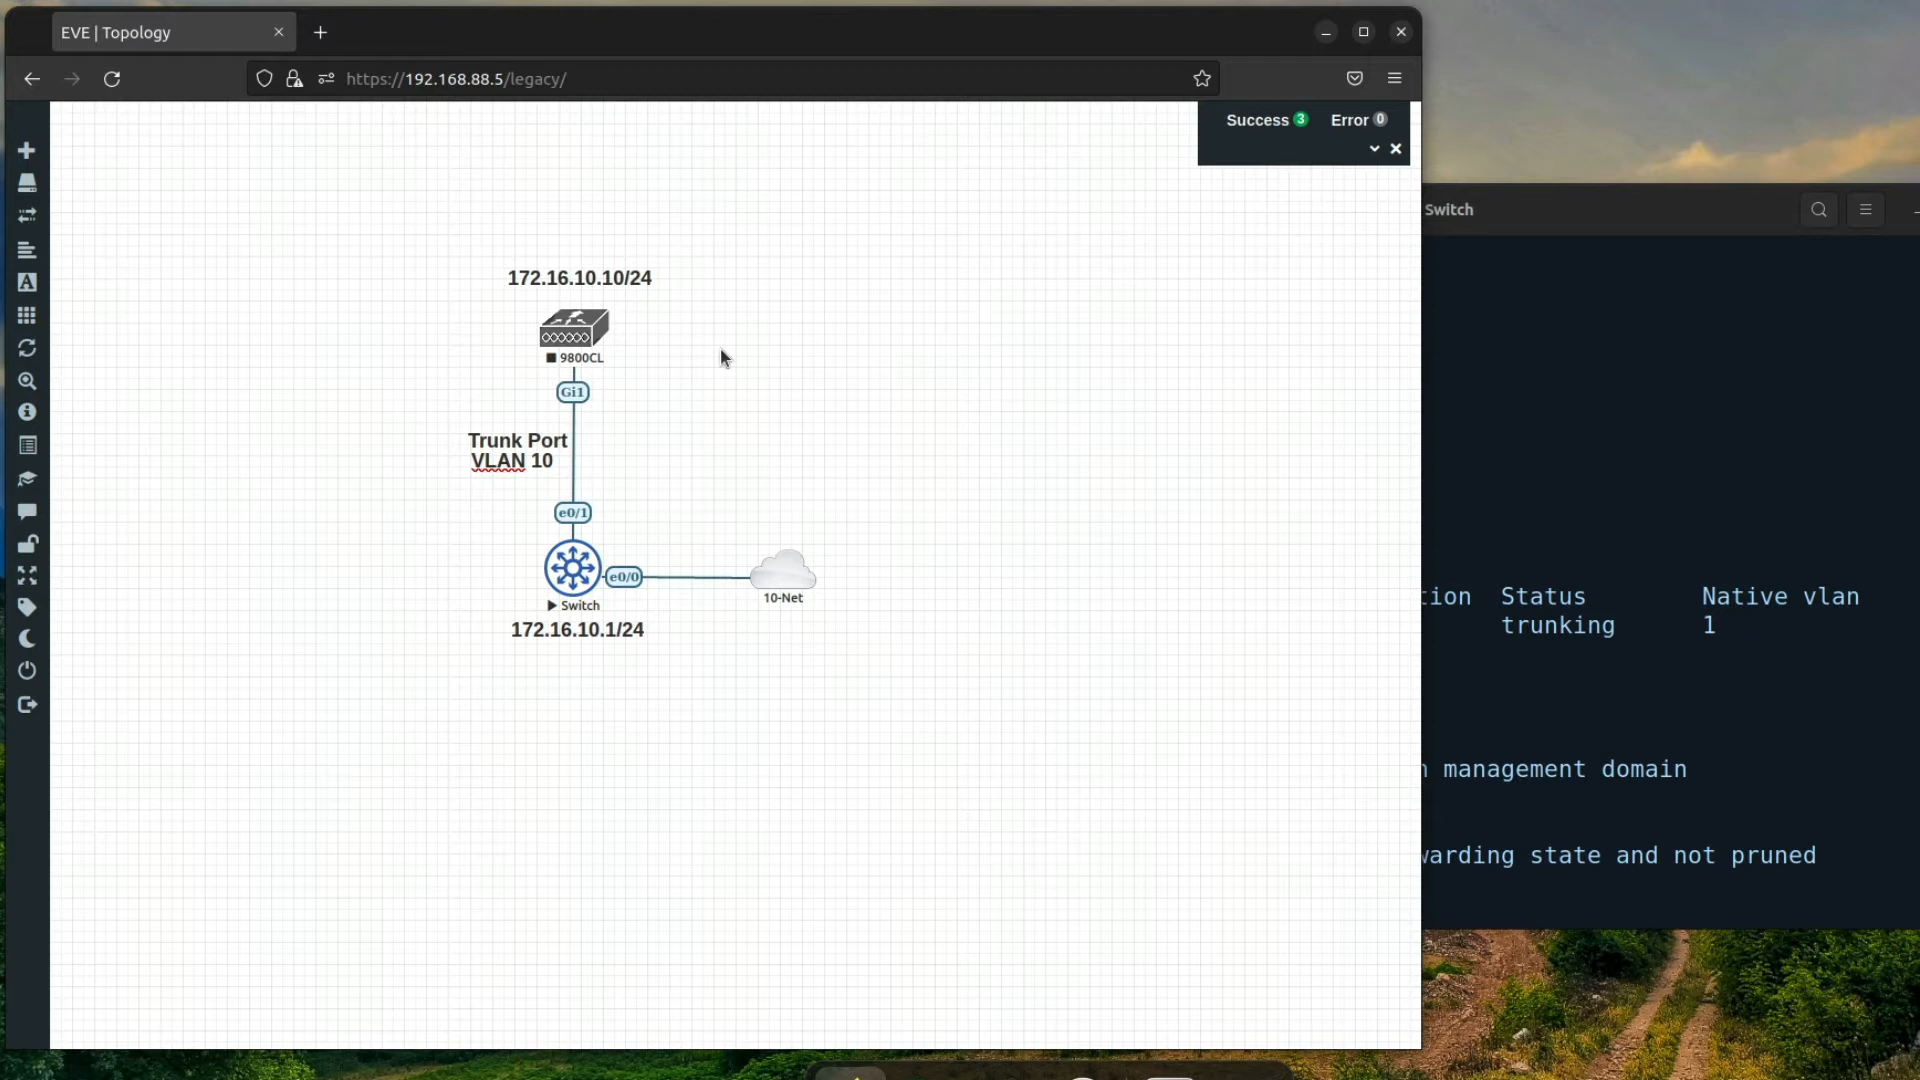 EVE | Topology
https://192.168.88.5/legacy/
Success 3 Error 0
172.16.10.10/24
9800CL
Gi1
Trunk Port
VLAN 10
e0/1
e0/0
Switch
10-Net
172.16.10.1/24
Switch
tion Status Native vlan
trunking 1
management domain
warding state and not pruned